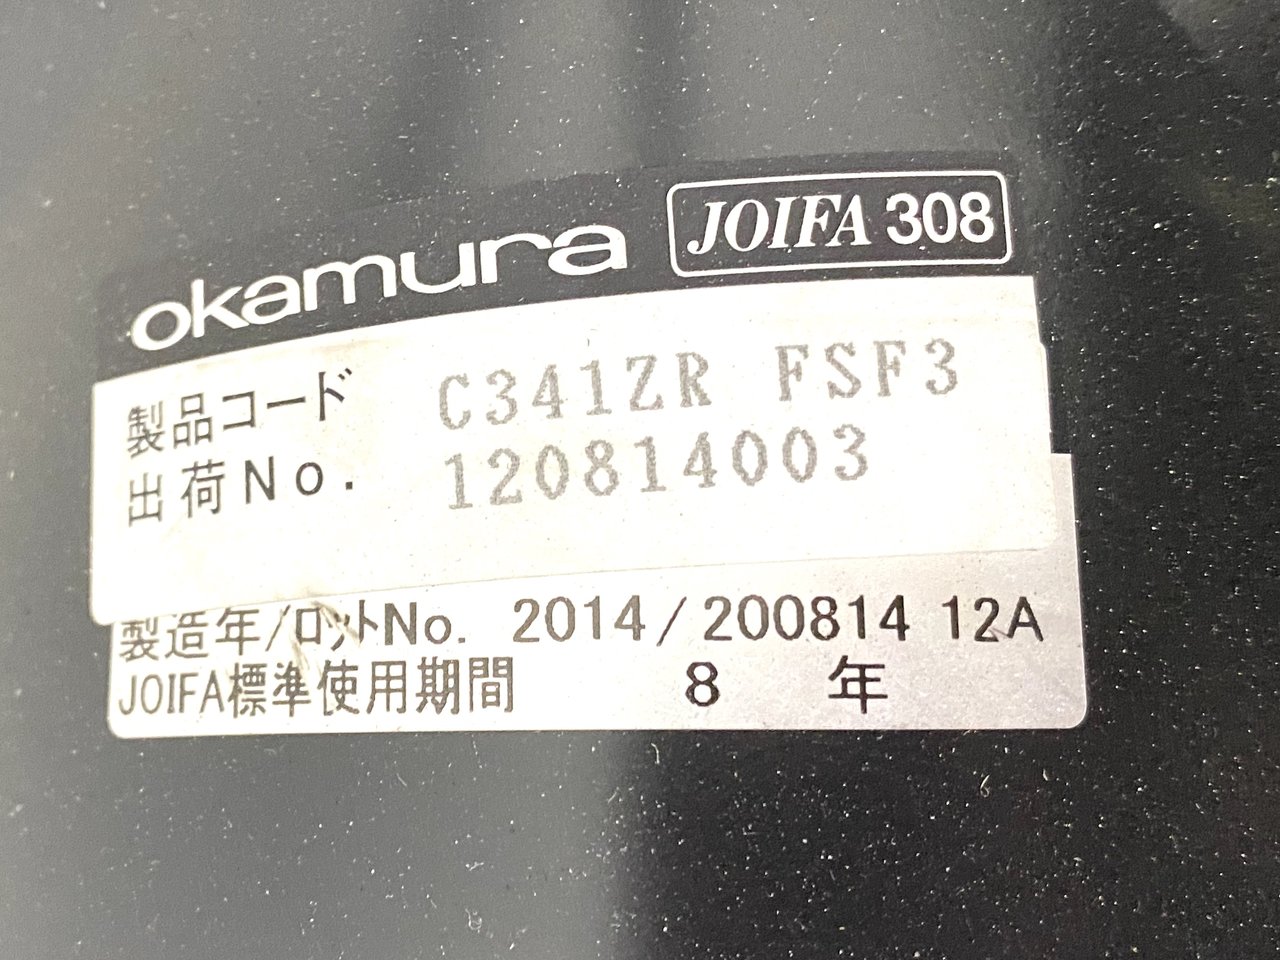 okamura JOIFA 308
製品コード C341ZR FSF3
出荷No. 120814003
製造年/ロットNo. 2014/200814 12A
JOIFA標準使用期間 8 年